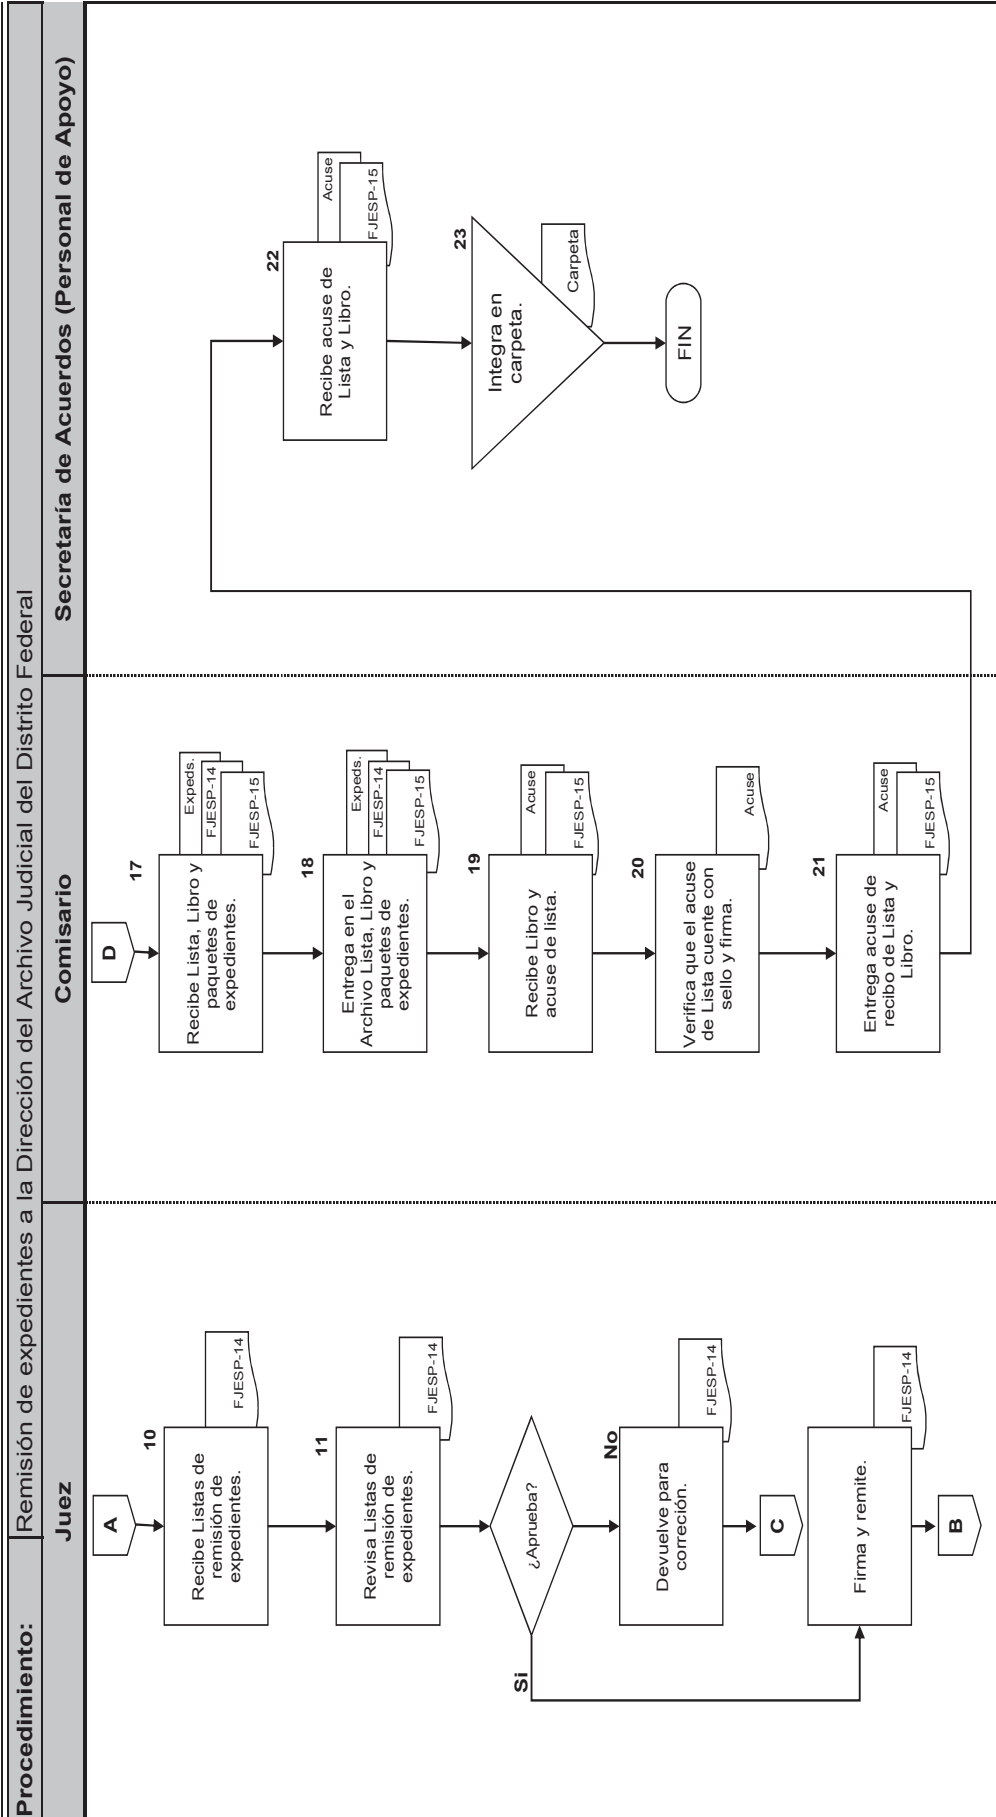 Procedimiento:
Remisión de expedientes a la Dirección del Archivo Judicial del Distrito Federal
Juez
Comisario
Secretaría de Acuerdos (Personal de Apoyo)
A
10
Recibe Listas de
remisión de
expedientes.
FJESP-14
11
Revisa Listas de
remisión de
expedientes.
FJESP-14
¿Aprueba?
Si
No
Devuelve para
correción.
FJESP-14
C
Firma y remite.
FJESP-14
B
D
17
Recibe Lista, Libro y
paquetes de
expedientes.
Expeds.
FJESP-14
FJESP-15
18
Entrega en el
Archivo Lista, Libro y
paquetes de
expedientes.
Expeds.
FJESP-14
FJESP-15
19
Recibe Libro y
acuse de lista.
Acuse
FJESP-15
20
Verifica que el acuse
de Lista cuente con
sello y firma.
Acuse
21
Entrega acuse de
recibo de Lista y
Libro.
Acuse
FJESP-15
22
Recibe acuse de
Lista y Libro.
Acuse
FJESP-15
23
Integra en
carpeta.
Carpeta
FIN